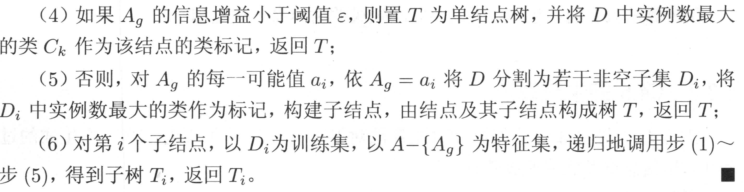 (4) 如果 A_g 的信息增益小于阈值 ε，则置 T 为单结点树，并将 D 中实例数最大
的类 C_k 作为该结点的类标记，返回 T；
(5) 否则，对 A_g 的每一可能值 a_i，依 A_g = a_i 将 D 分割为若干非空子集 D_i，将
D_i 中实例数最大的类作为标记，构建子结点，由结点及其子结点构成树 T，返回 T；
(6) 对第 i 个子结点，以 D_i 为训练集，以 A−{A_g} 为特征集，递归地调用步 (1)～
步 (5)，得到子树 T_i，返回 T_i。 ■